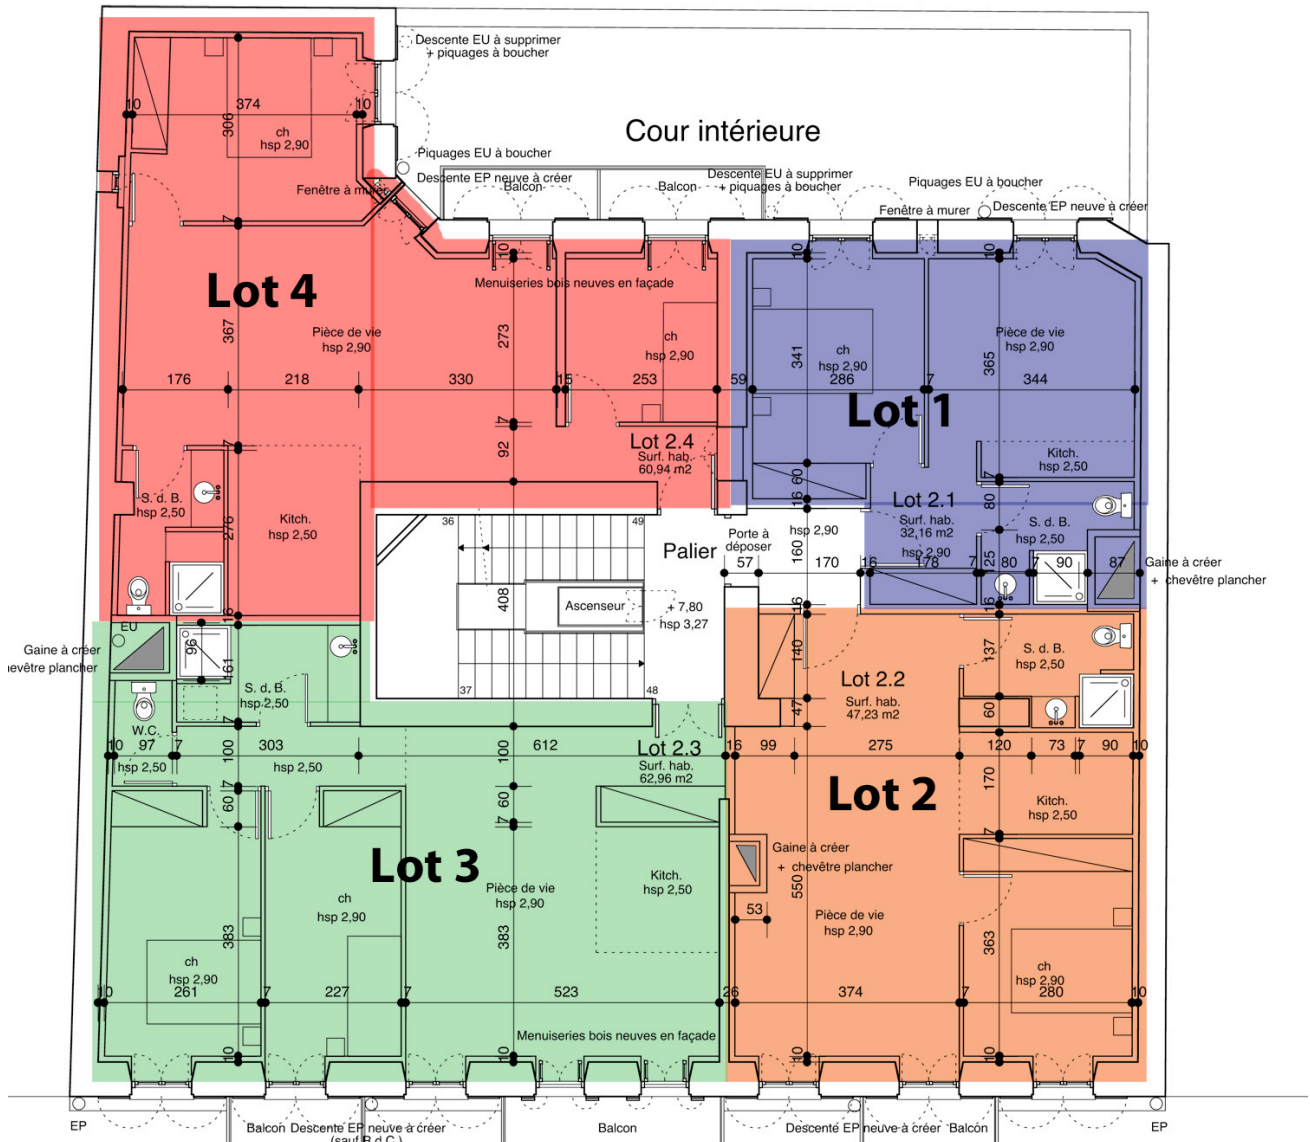 Descente EU à supprimer
+ piquages à boucher
10
374
10
306
ch
hsp 2,90
Cour intérieure
Piquages EU à boucher
Descente EP neuve à créer
Fenêtre à murer
Balcon
Balcon
Descente EU à supprimer
+ piquages à boucher
Piquages EU à boucher
Fenêtre à murer
Descente EP neuve à créer
7
10
10
10
Menuiseries bois neuves en façade
Lot 4
367
Pièce de vie
hsp 2,90
273
ch
hsp 2,90
341
ch
hsp 2,90
365
Pièce de vie
hsp 2,90
176
218
330
15
253
59
286
7
344
Lot 1
7
7
92
Lot 2.4
Surf. hab.
60,94 m2
Kitch.
hsp 2,50
60
7
S. d. B.
hsp 2,50
276
Kitch.
hsp 2,50
16
80
Lot 2.1
Surf. hab.
32,16 m2
hsp 2,90
S. d. B.
hsp 2,50
36
49
Palier
Porte à
déposer
hsp 2,90
160
125
57
170
16
178
7
80
7
90
87
Gaine à créer
+ chevêtre plancher
408
Ascenseur
+ 7,80
hsp 3,27
16
16
16
EU
Gaine à créer
chevêtre plancher
96
161
S. d. B.
hsp 2,50
37
48
140
137
S. d. B.
hsp 2,50
Lot 2.2
Surf. hab.
47,23 m2
47
60
W.C.
7
10
97
7
303
612
16
99
275
120
73
7
90
10
hsp 2,50
100
hsp 2,50
100
Lot 2.3
Surf. hab.
62,96 m2
170
7
60
60
7
Lot 2
Kitch.
hsp 2,50
7
Lot 3
Gaine à créer
+ chevêtre plancher
550
Kitch.
hsp 2,50
Pièce de vie
hsp 2,90
ch
hsp 2,90
53
Pièce de vie
hsp 2,90
383
383
363
ch
hsp 2,90
ch
hsp 2,90
10
261
7
227
7
523
26
374
7
280
10
Menuiseries bois neuves en façade
10
10
10
10
EP
Balcon
Descente EP neuve à créer
(sauf R.d.C.)
Balcon
Descente EP neuve à créer
Balcon
EP